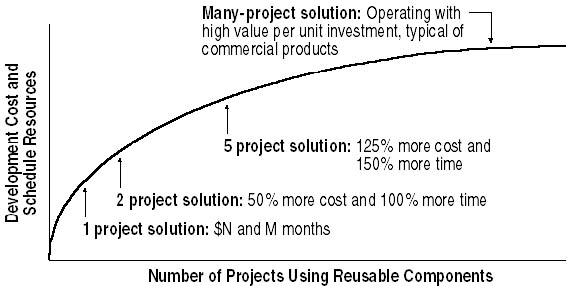 Many-project solution: Operating with
high value per unit investment, typical of
commercial products
Development Cost and
Schedule Resources
5 project solution: 125% more cost and
150% more time
2 project solution: 50% more cost and 100% more time
1 project solution: $N and M months
Number of Projects Using Reusable Components